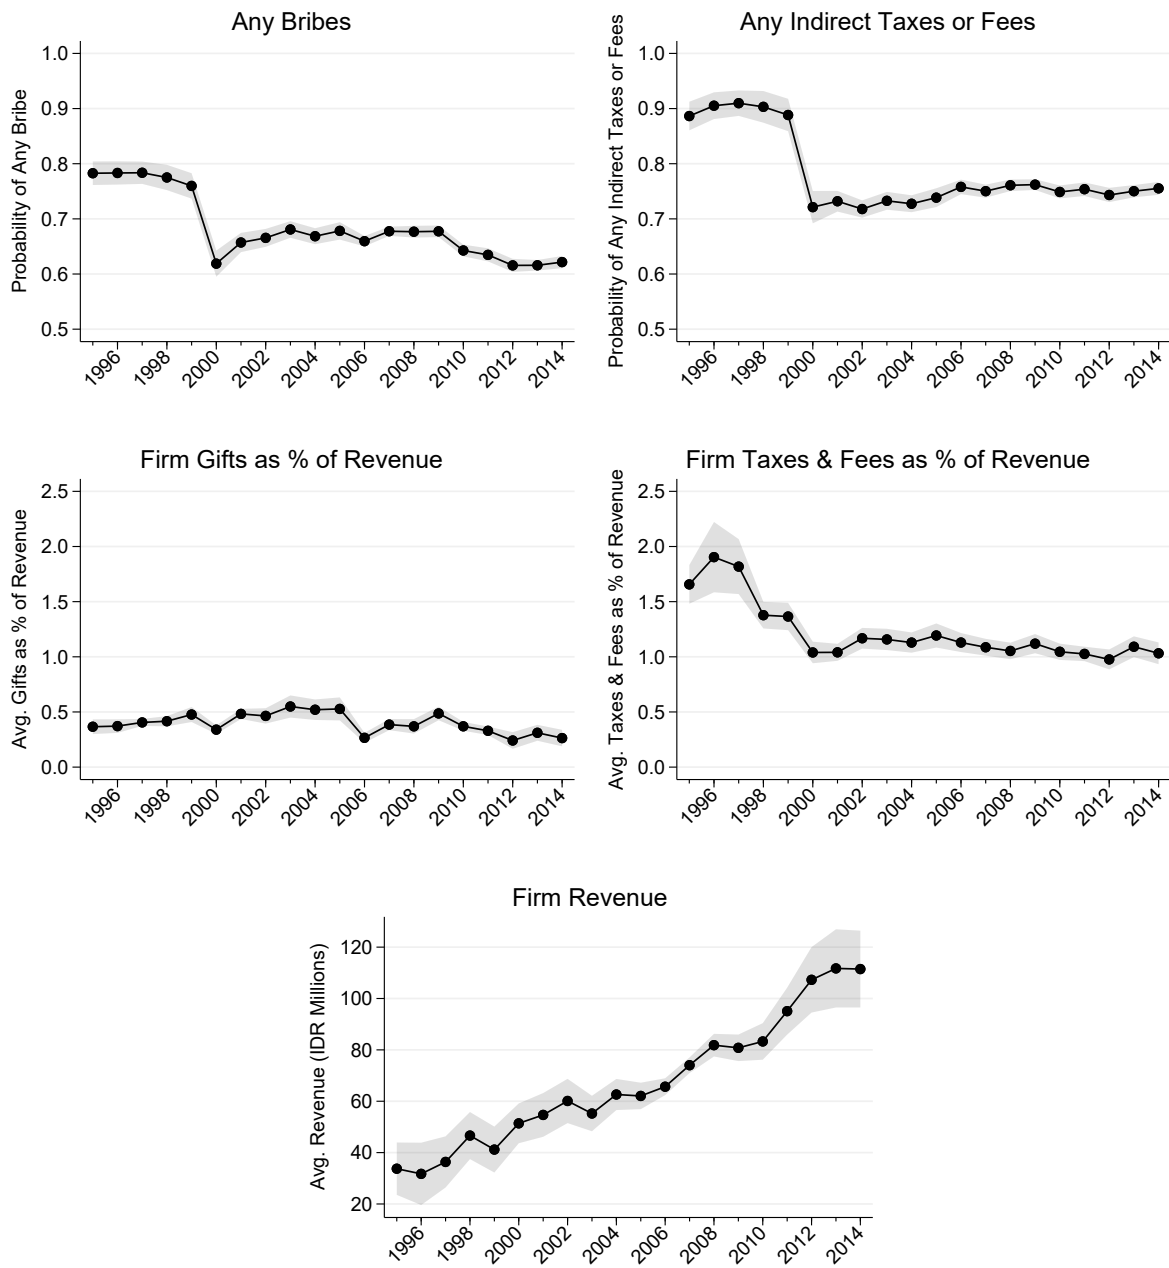 Any Bribes
Probability of Any Bribe
1.0
0.9
0.8
0.7
0.6
0.5
1996 1998 2000 2002 2004 2006 2008 2010 2012 2014
Any Indirect Taxes or Fees
Probability of Any Indirect Taxes or Fees
1.0
0.9
0.8
0.7
0.6
0.5
1996 1998 2000 2002 2004 2006 2008 2010 2012 2014
Firm Gifts as % of Revenue
Avg. Gifts as % of Revenue
2.5
2.0
1.5
1.0
0.5
0.0
1996 1998 2000 2002 2004 2006 2008 2010 2012 2014
Firm Taxes & Fees as % of Revenue
Avg. Taxes & Fees as % of Revenue
2.5
2.0
1.5
1.0
0.5
0.0
1996 1998 2000 2002 2004 2006 2008 2010 2012 2014
Firm Revenue
Avg. Revenue (IDR Millions)
120
100
80
60
40
20
1996 1998 2000 2002 2004 2006 2008 2010 2012 2014